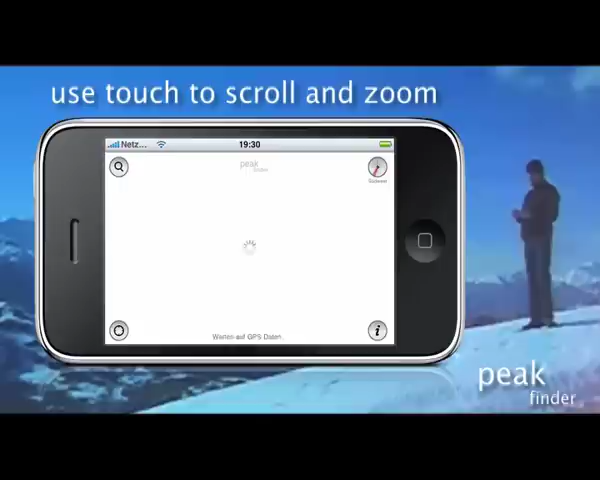 use touch to scroll and zoom
Netz... 19:30
peak
finder
i
Warten auf GPS Daten
peak
finder